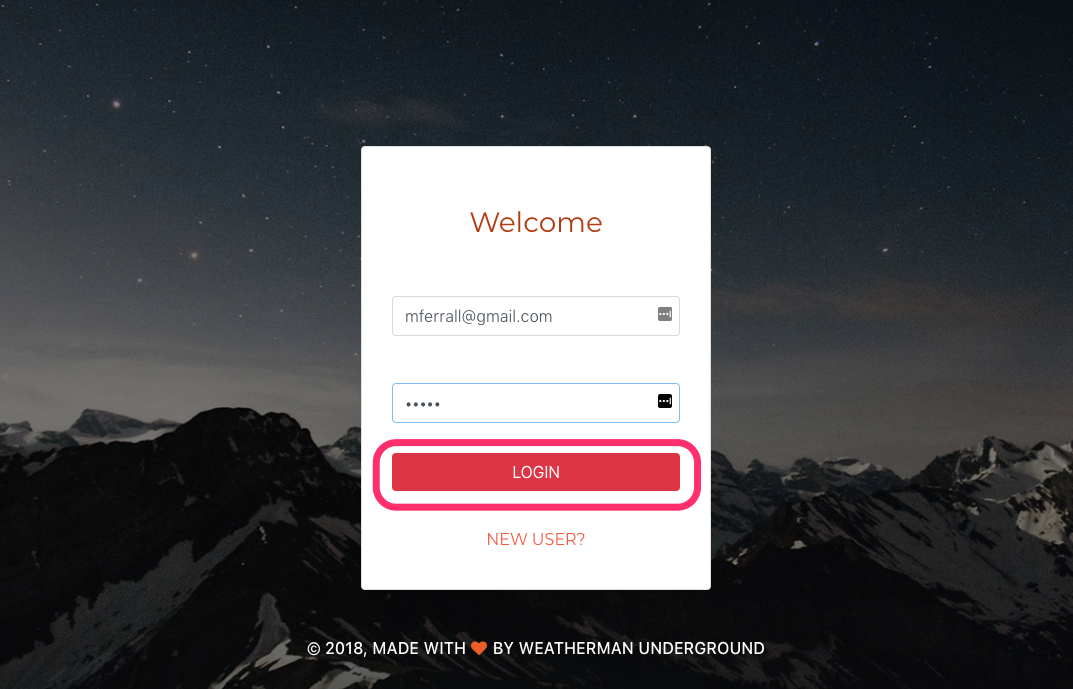 Welcome
mferrall@gmail.com
•••••
LOGIN
NEW USER?
© 2018, MADE WITH ❤ BY WEATHERMAN UNDERGROUND